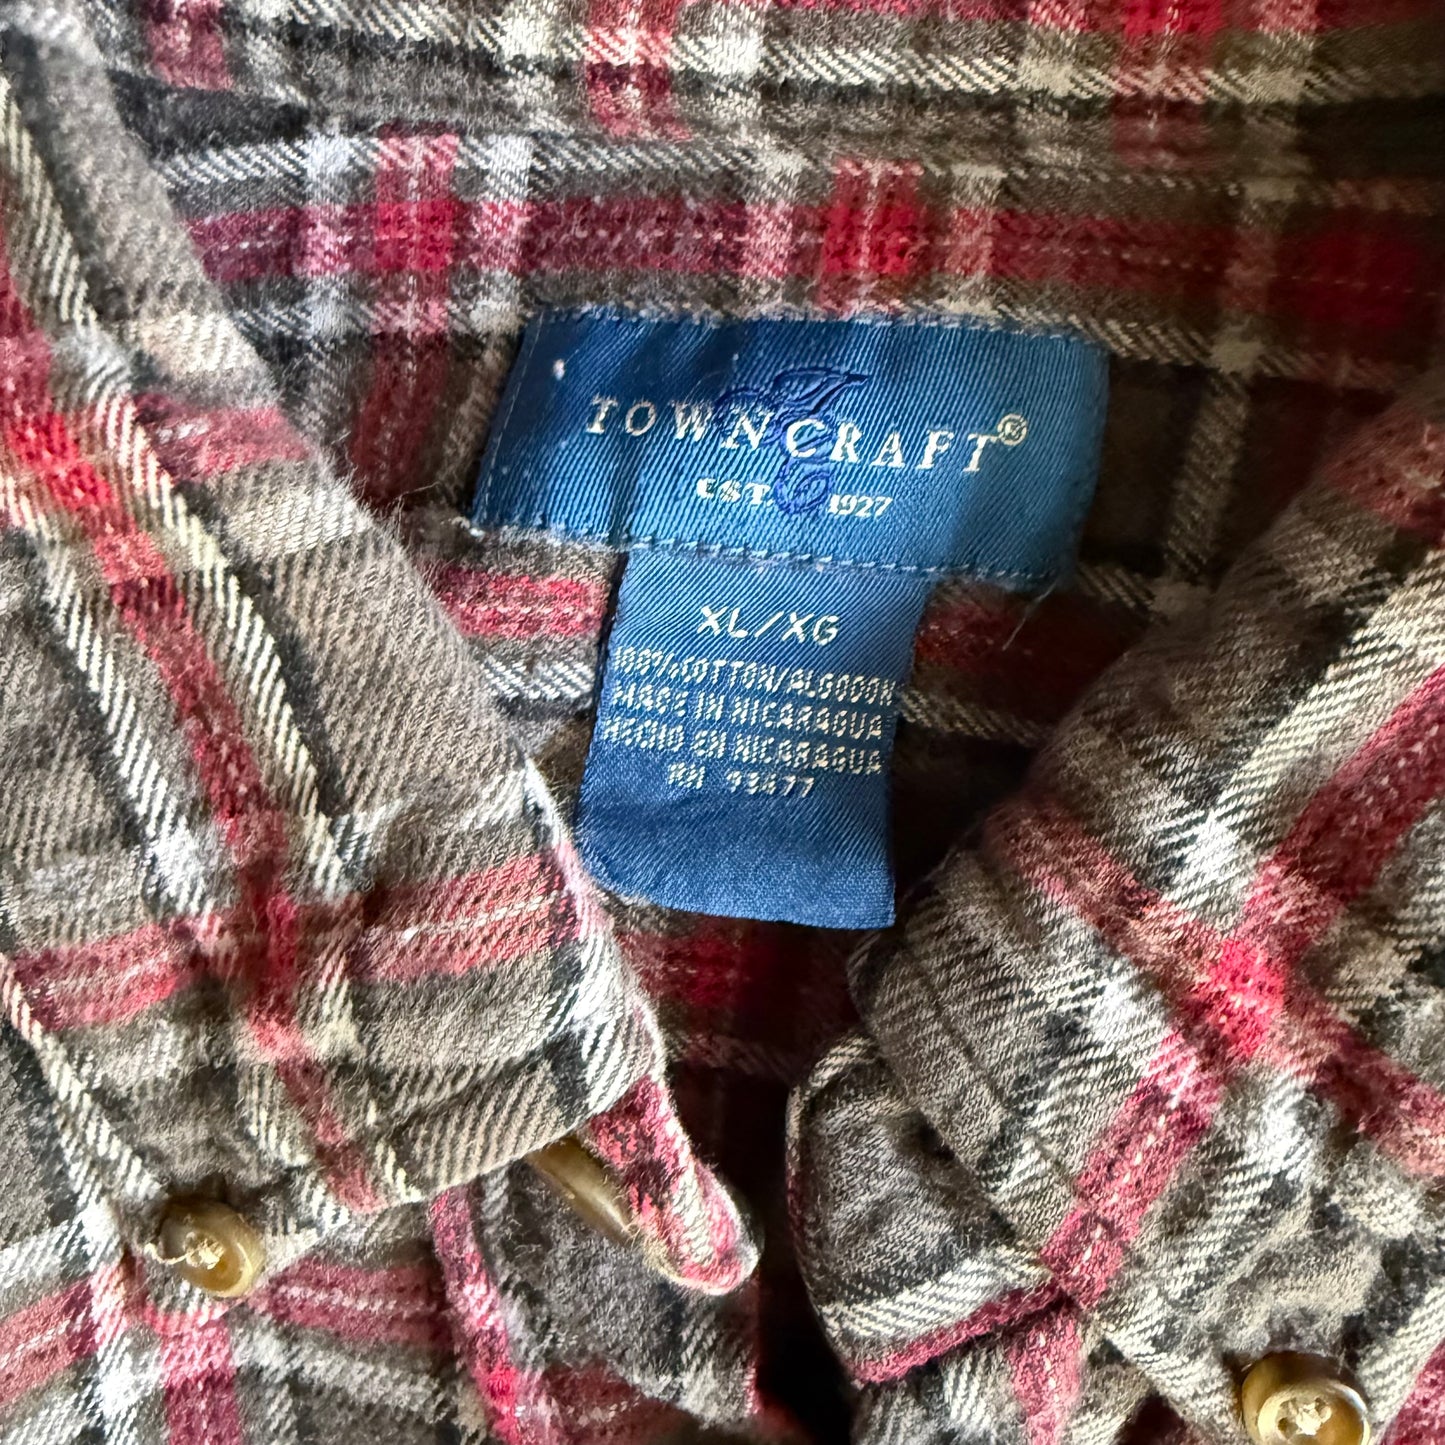 TOWNCRAFT®
EST. 1927
XL/XG
100% COTTON/ALGODON
MADE IN NICARAGUA
HECHO EN NICARAGUA
RN 93477